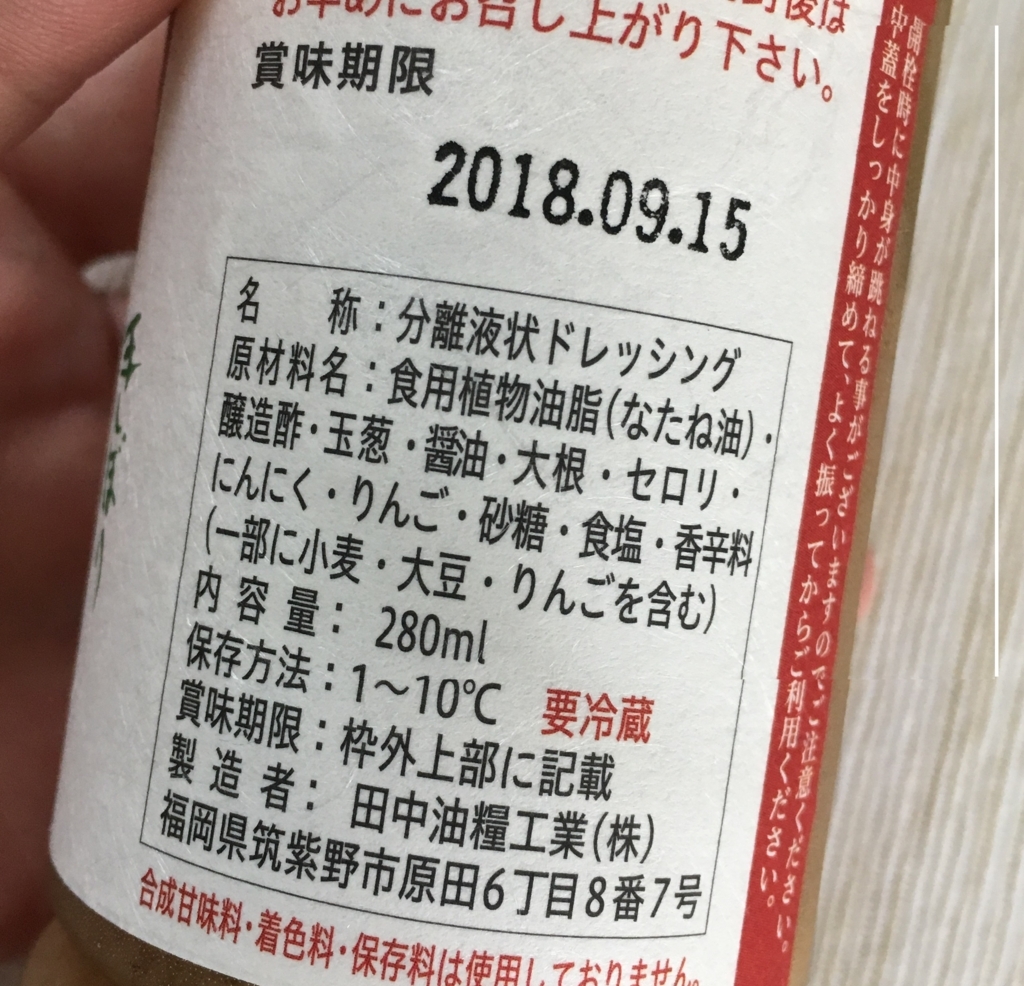 お早めにお召し上がり下さい。
賞味期限
2018.09.15
名　　称：分離液状ドレッシング
原材料名：食用植物油脂(なたね油)・
醸造酢・玉葱・醤油・大根・セロリ・
にんにく・りんご・砂糖・食塩・香辛料
(一部に小麦・大豆・りんごを含む)
内 容 量： 280ml
保存方法：1～10℃　要冷蔵
賞味期限：枠外上部に記載
製 造 者： 田中油糧工業(株)
福岡県筑紫野市原田6丁目8番7号
合成甘味料・着色料・保存料は使用しておりません。
開栓時に中身が跳ねる事がございますのでご注意ください。
中蓋をしっかり締めて、よく振ってからご利用ください。